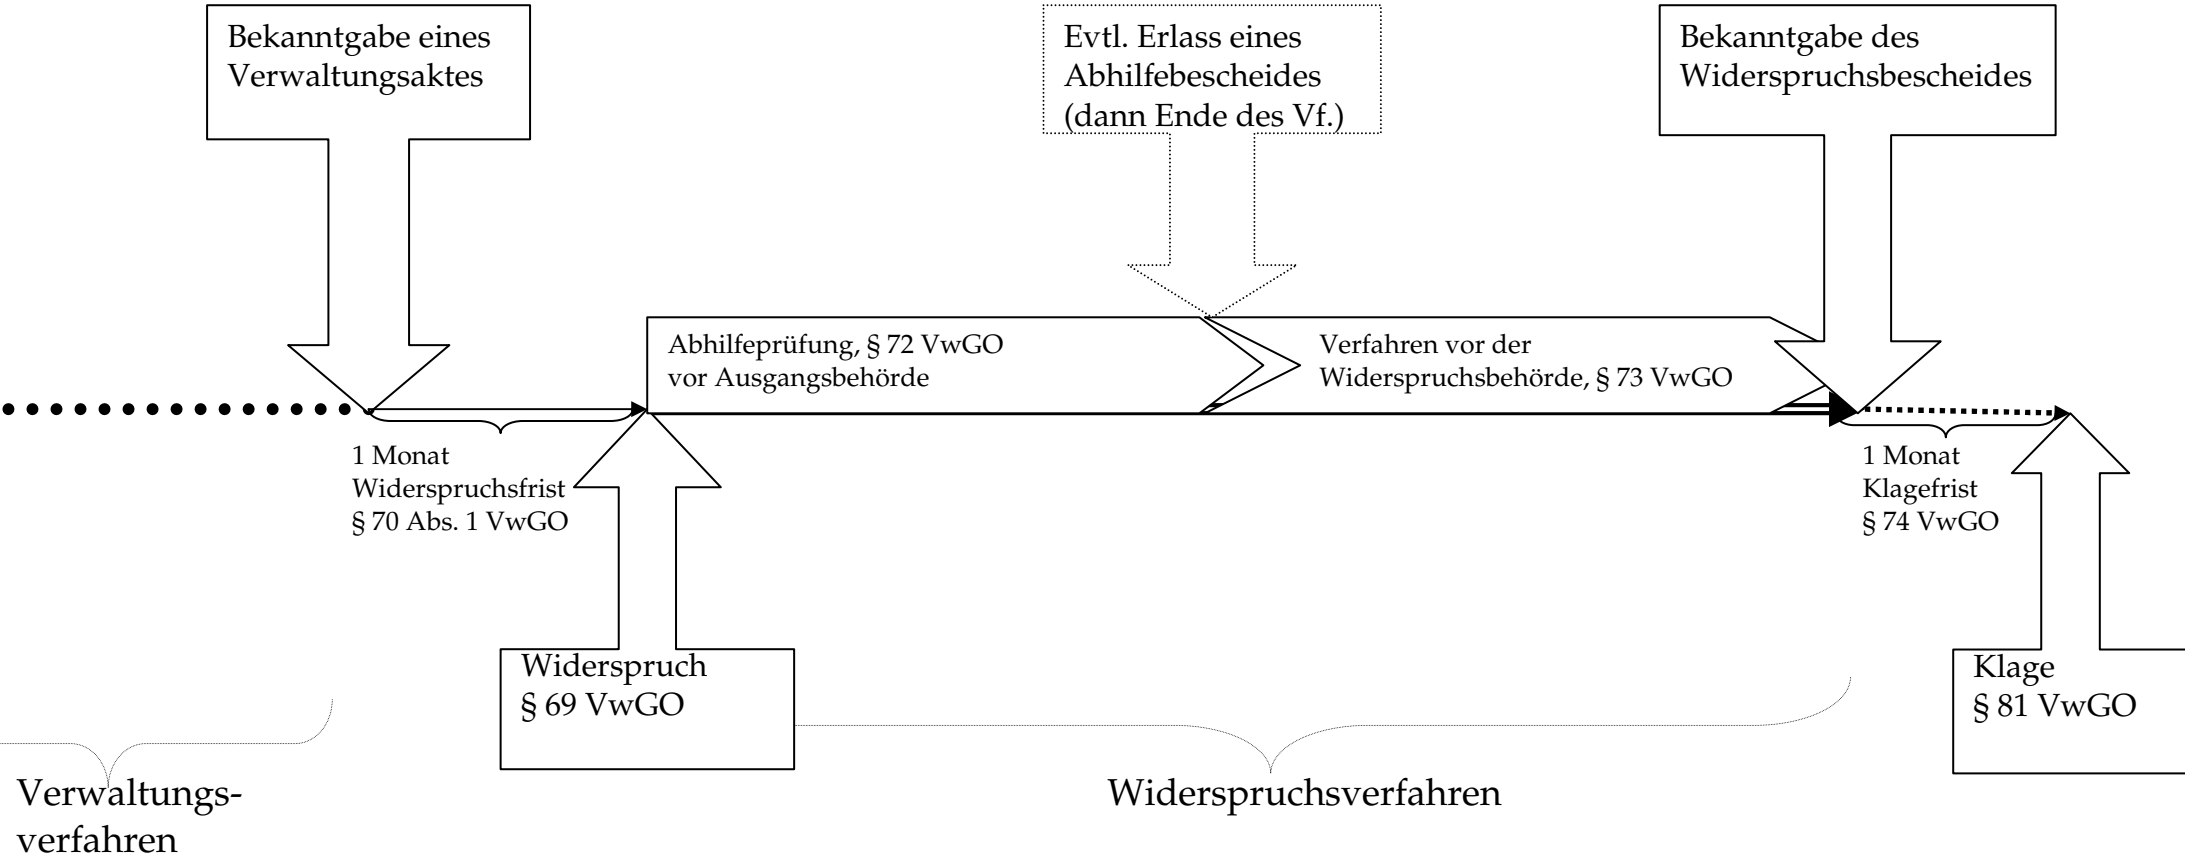 Bekanntgabe eines
Verwaltungsaktes
Evtl. Erlass eines
Abhilfebescheides
(dann Ende des Vf.)
Bekanntgabe des
Widerspruchsbescheides
Abhilfeprüfung, § 72 VwGO
vor Ausgangsbehörde
Verfahren vor der
Widerspruchsbehörde, § 73 VwGO
1 Monat
Widerspruchsfrist
§ 70 Abs. 1 VwGO
1 Monat
Klagefrist
§ 74 VwGO
Widerspruch
§ 69 VwGO
Klage
§ 81 VwGO
Verwaltungs-
verfahren
Widerspruchsverfahren